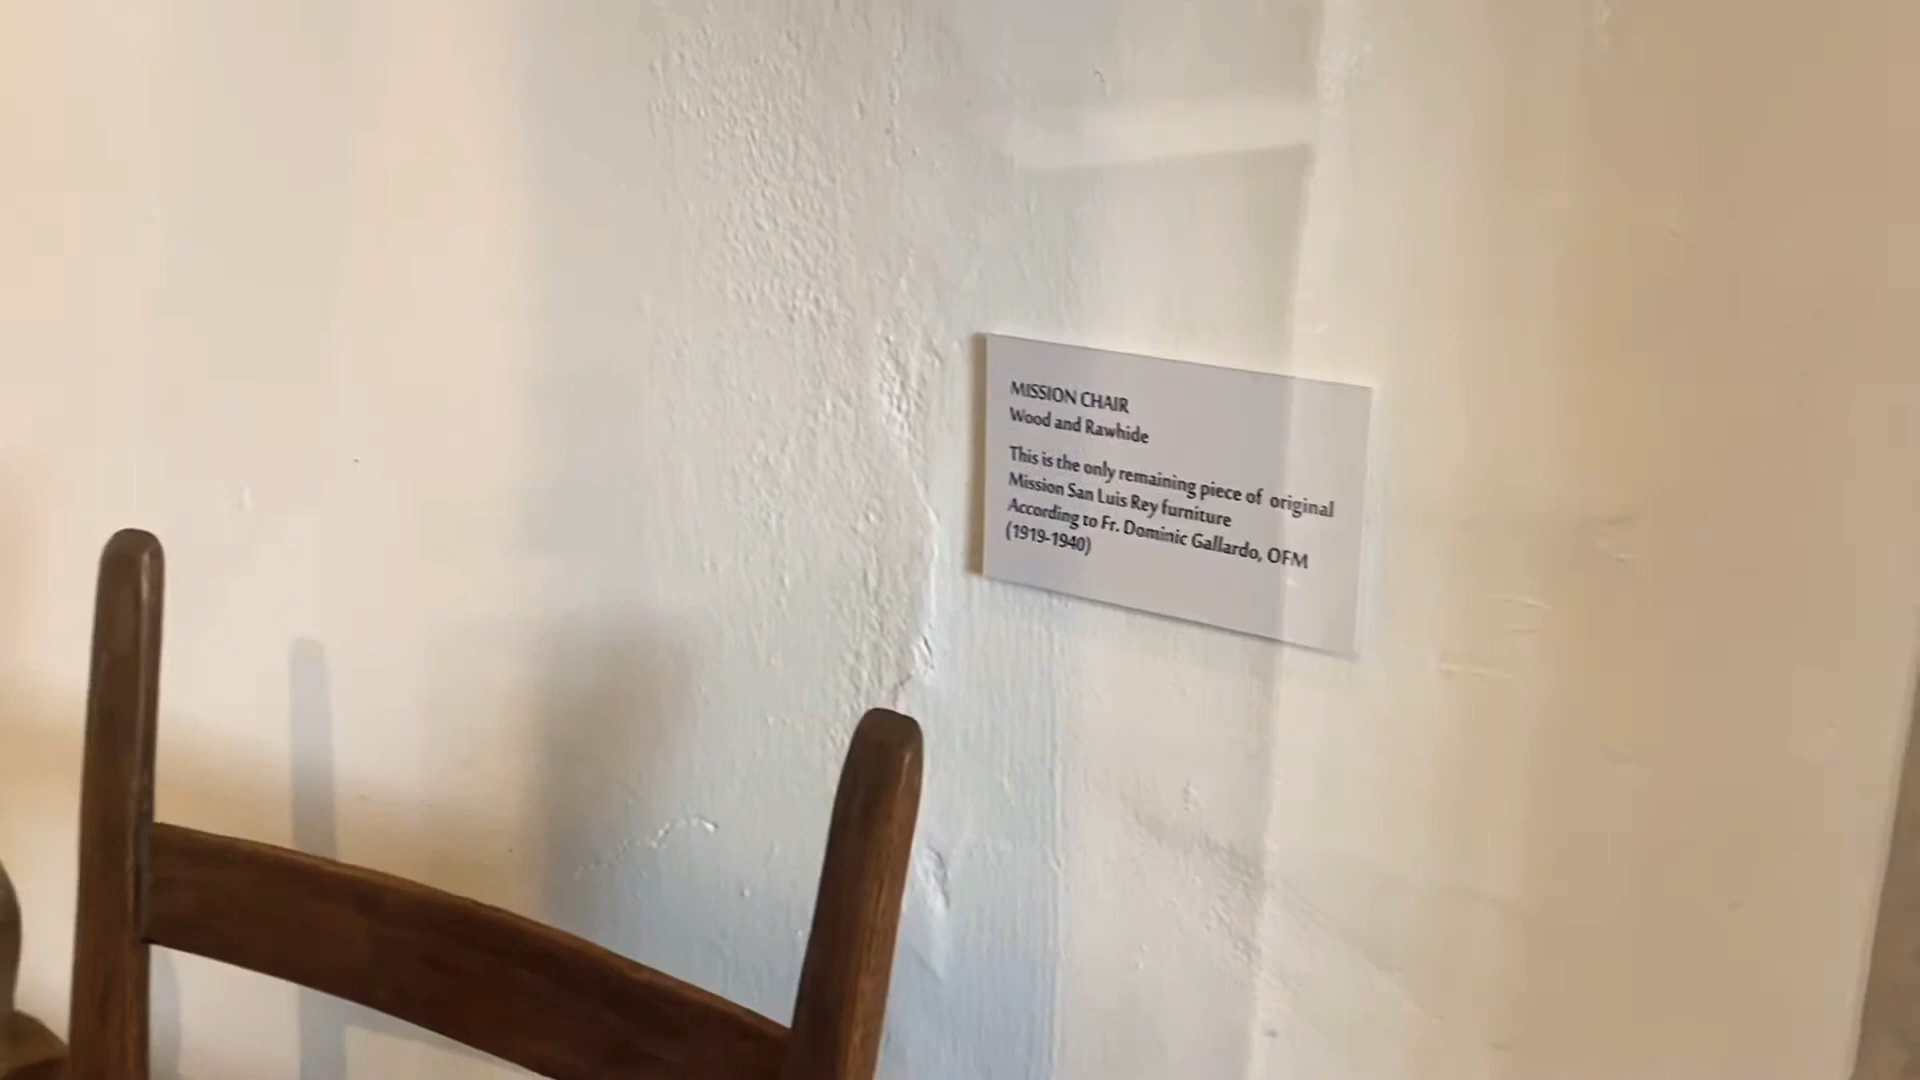 MISSION CHAIR
Wood and Rawhide
This is the only remaining piece of original
Mission San Luis Rey furniture
According to Fr. Dominic Gallardo, OFM
(1919-1940)